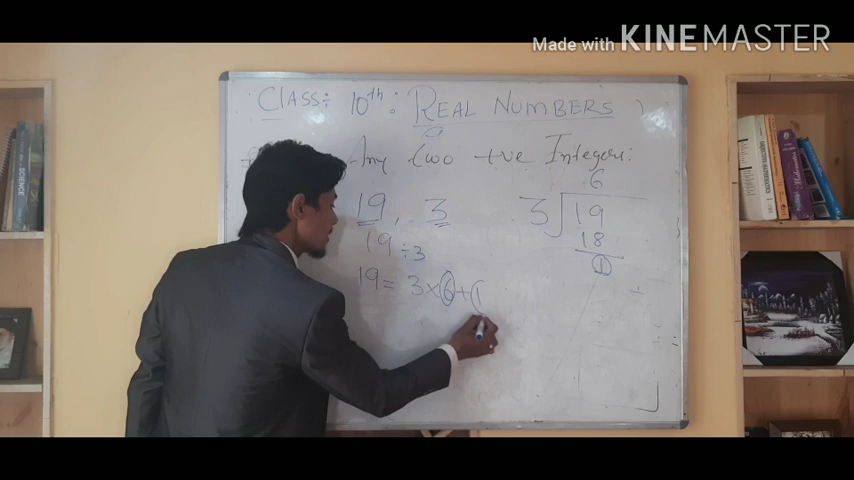 Made with KINEMASTER
CLASS:- 10th: REAL NUMBERS
Any two +ve Integers:
19, 3
19 ÷3
19 = 3×6+1
6
3 19
18
1
SCIENCE